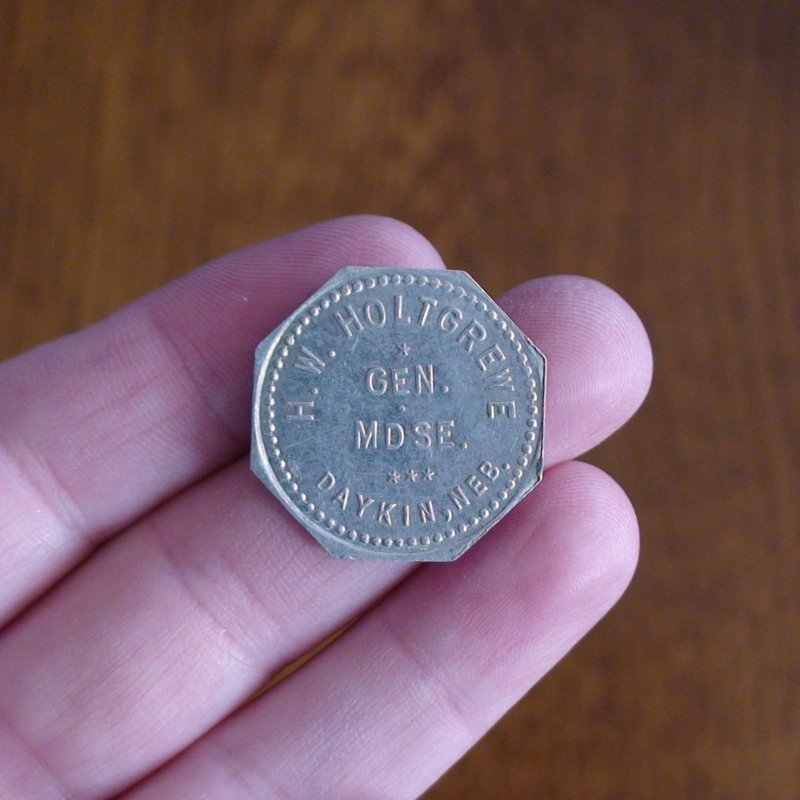 H. W. HOLTGREWE
GEN.
MDSE.
DAYKIN, NEB.